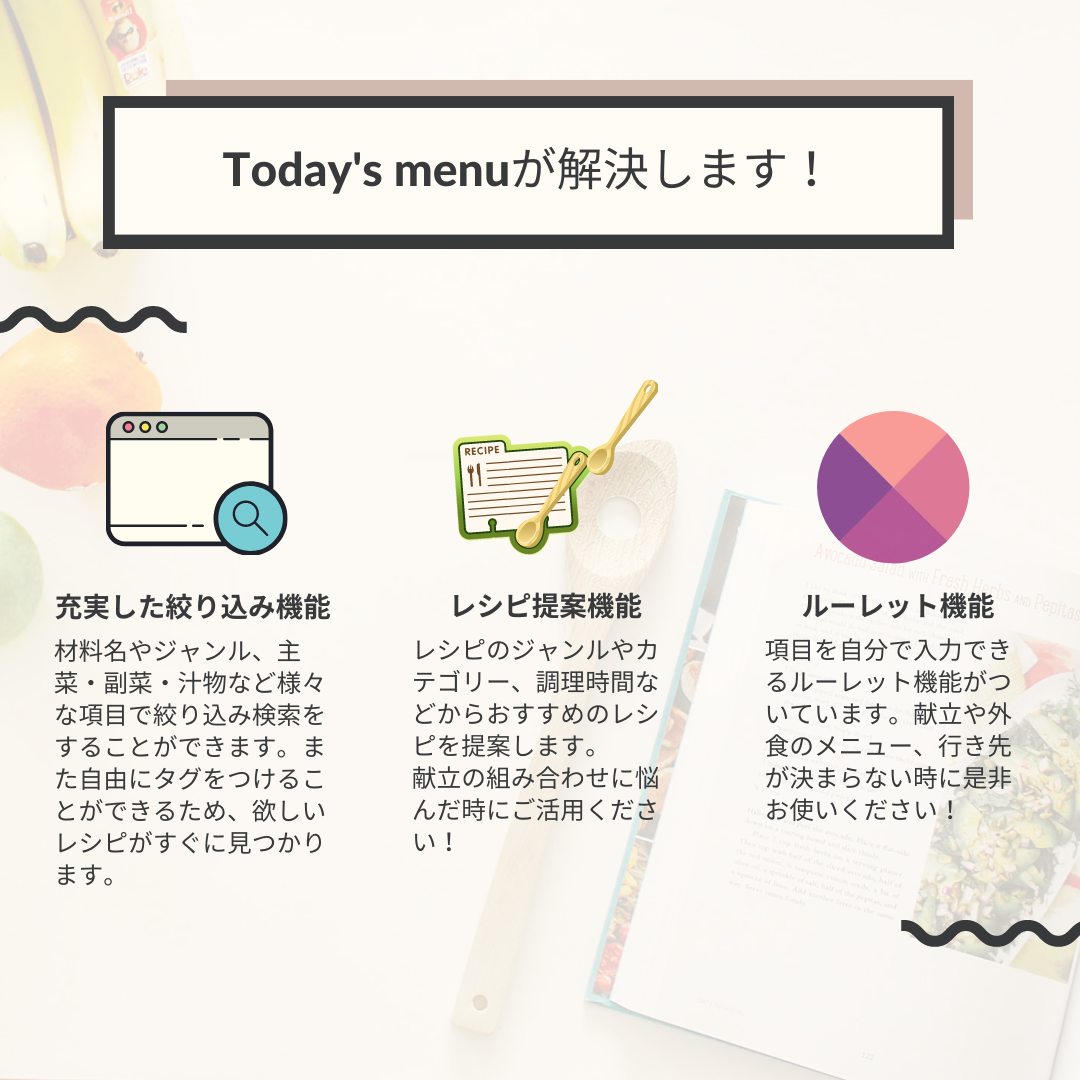 Today's menuが解決します！
RECIPE
充実した絞り込み機能
材料名やジャンル、主
菜・副菜・汁物など様々
な項目で絞り込み検索を
することができます。ま
た自由にタグをつけるこ
とができるため、欲しい
レシピがすぐに見つかり
ます。
レシピ提案機能
レシピのジャンルやカ
テゴリー、調理時間な
どからおすすめのレシ
ピを提案します。
献立の組み合わせに悩
んだ時にご活用くださ
い！
ルーレット機能
項目を自分で入力でき
るルーレット機能がつ
いています。献立や外
食のメニュー、行き先
が決まらない時に是非
お使いください！
Avocado Salad with Fresh Herbs and Pepitas
Dole